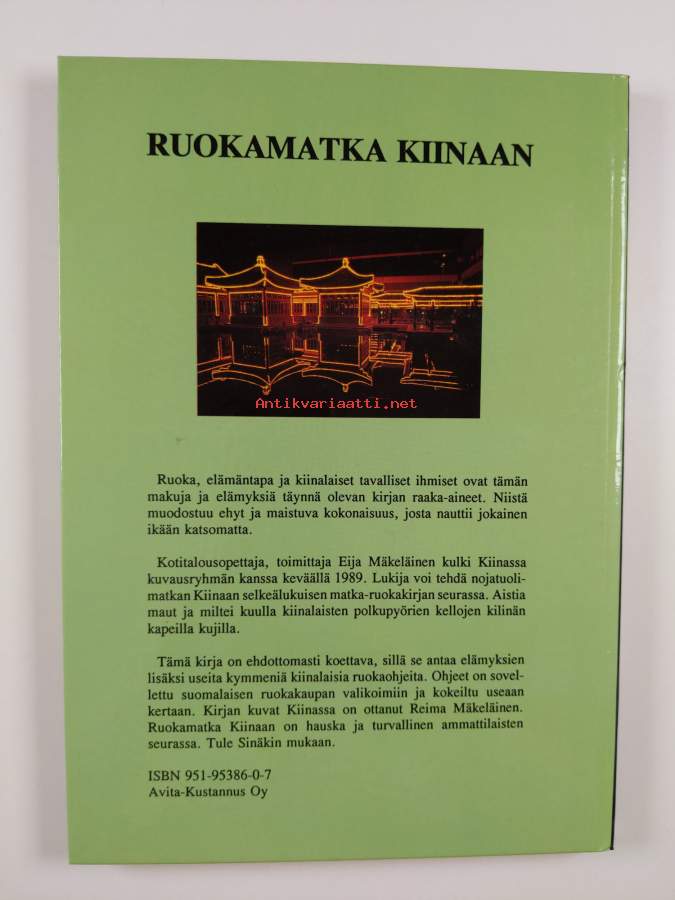 RUOKAMATKA KIINAAN
Antikvariaatti.net
Ruoka, elämäntapa ja kiinalaiset tavalliset ihmiset ovat tämän
makuja ja elämyksiä täynnä olevan kirjan raaka-aineet. Niistä
muodostuu ehyt ja maistuva kokonaisuus, josta nauttii jokainen
ikään katsomatta.
Kotitalousopettaja, toimittaja Eija Mäkeläinen kulki Kiinassa
kuvausryhmän kanssa keväällä 1989. Lukija voi tehdä nojatuoli-
matkan Kiinaan selkeälukuisen matka-ruokakirjan seurassa. Aistia
maut ja miltei kuulla kiinalaisten polkupyörien kellojen kilinän
kapeilla kujilla.
Tämä kirja on ehdottomasti koettava, sillä se antaa elämyksien
lisäksi useita kymmeniä kiinalaisia ruokaohjeita. Ohjeet on sovel-
lettu suomalaisen ruokakaupan valikoimiin ja kokeiltu useaan
kertaan. Kirjan kuvat Kiinassa on ottanut Reima Mäkeläinen.
Ruokamatka Kiinaan on hauska ja turvallinen ammattilaisten
seurassa. Tule Sinäkin mukaan.
ISBN 951-95386-0-7
Avita-Kustannus Oy